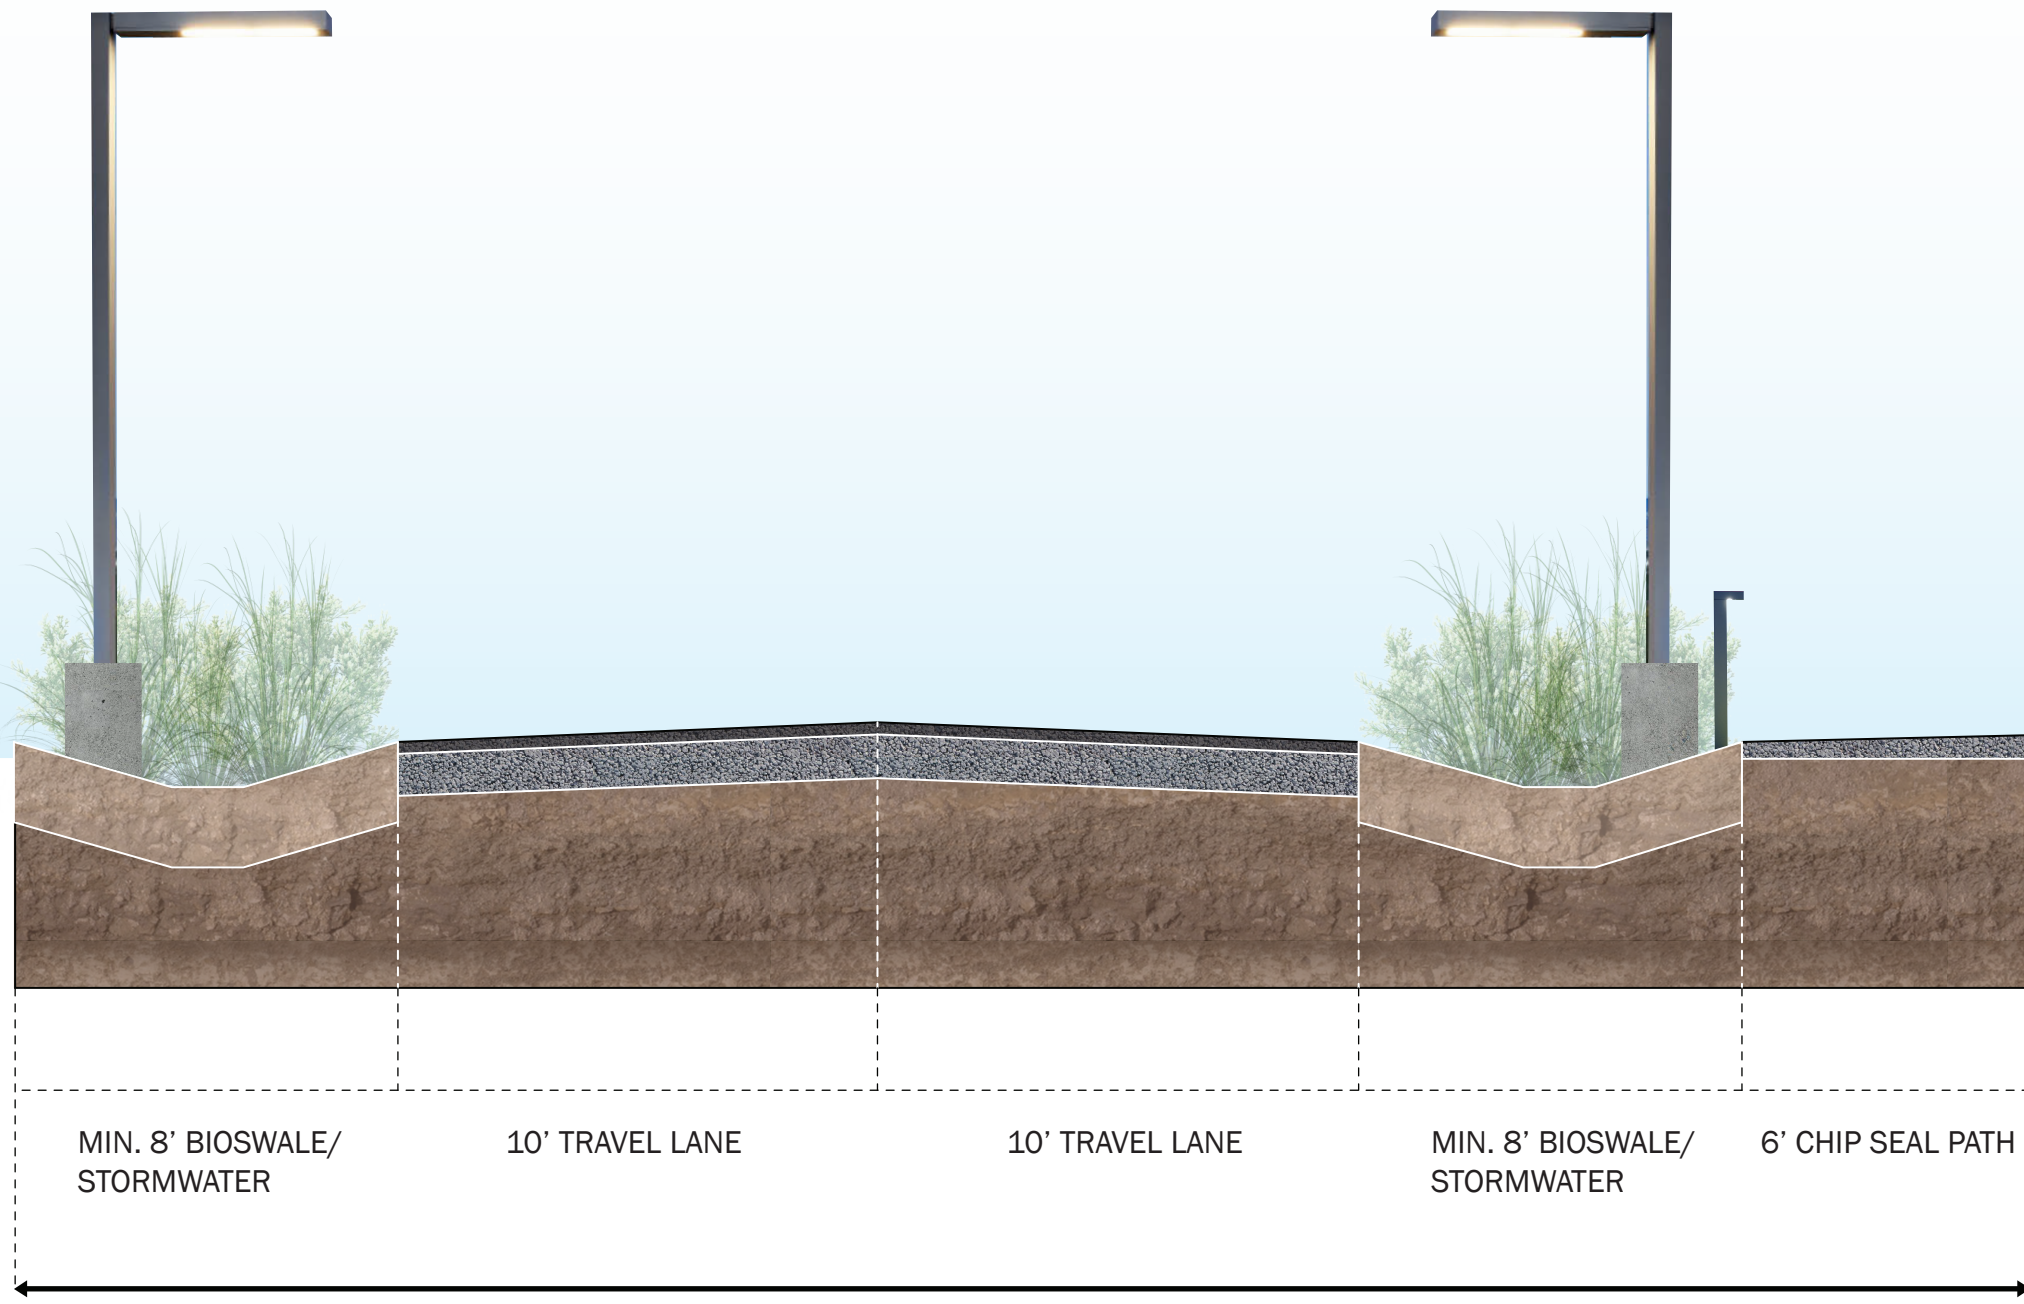 MIN. 8’ BIOSWALE/
STORMWATER
10’ TRAVEL LANE
10’ TRAVEL LANE
MIN. 8’ BIOSWALE/
STORMWATER
6’ CHIP SEAL PATH